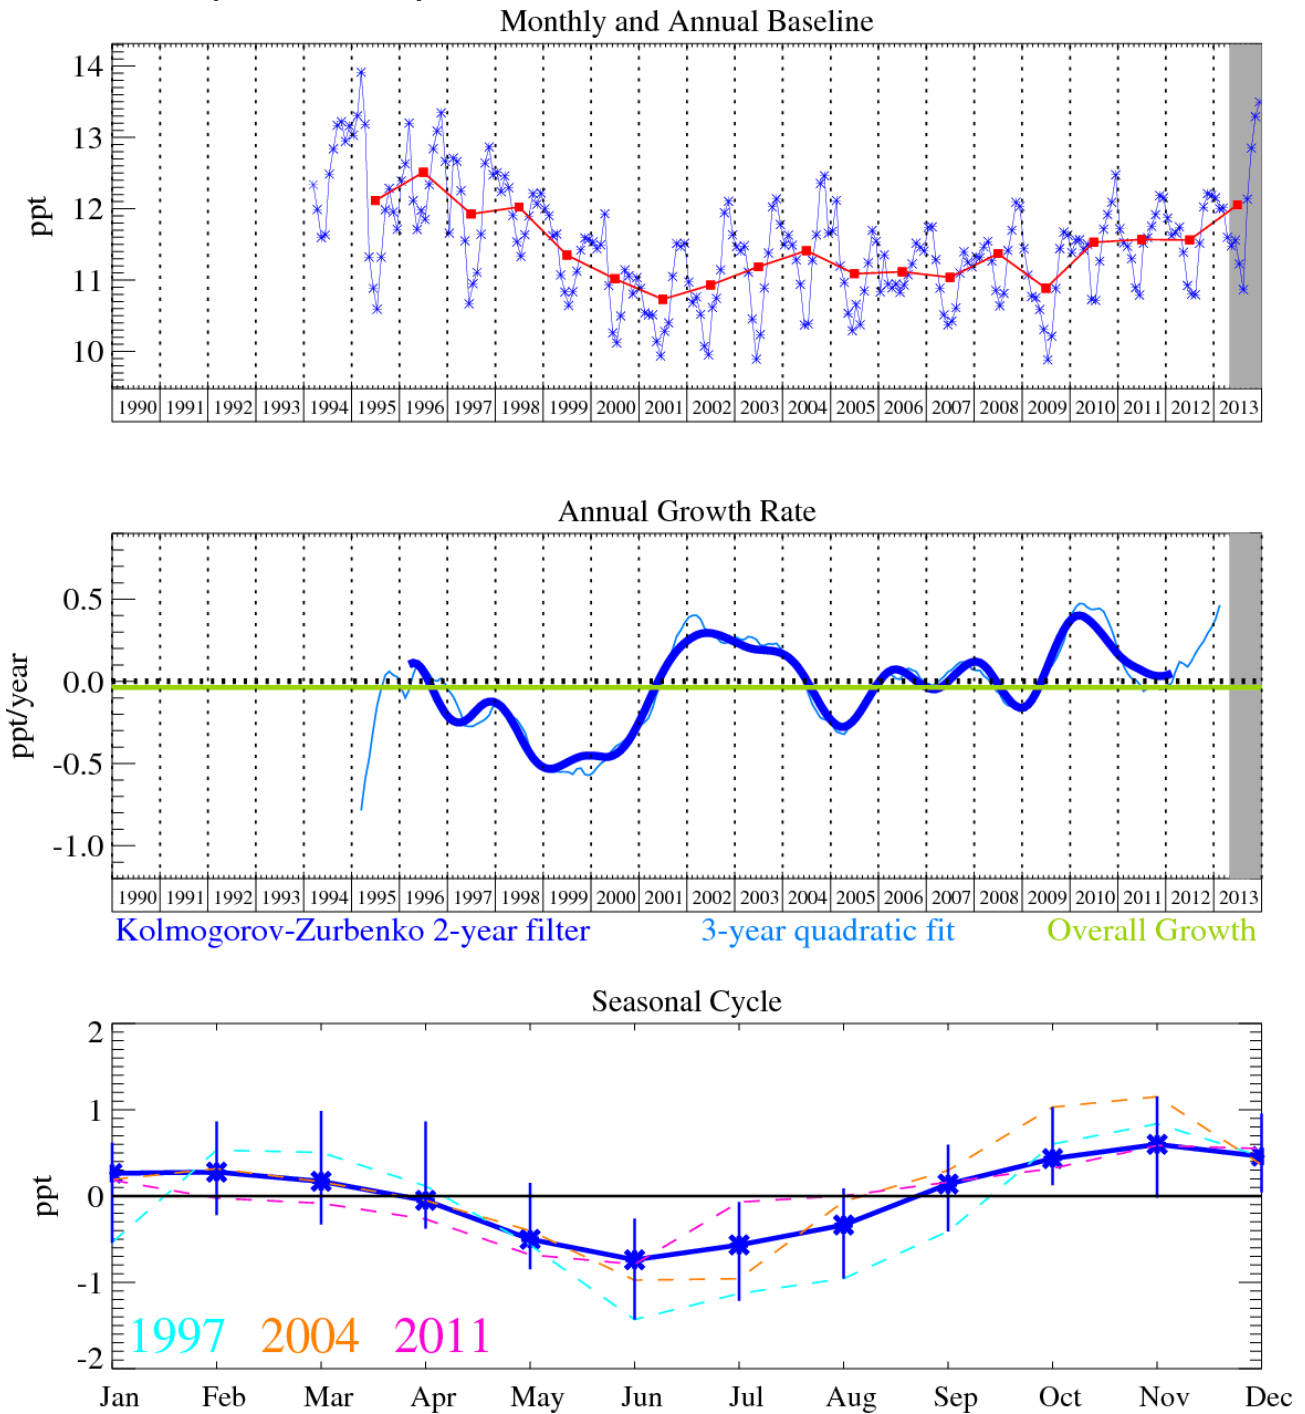 Monthly and Annual Baseline
14
13
12
11
10
ppt
1990 1991 1992 1993 1994 1995 1996 1997 1998 1999 2000 2001 2002 2003 2004 2005 2006 2007 2008 2009 2010 2011 2012 2013
Annual Growth Rate
0.5
0.0
-0.5
-1.0
ppt/year
1990 1991 1992 1993 1994 1995 1996 1997 1998 1999 2000 2001 2002 2003 2004 2005 2006 2007 2008 2009 2010 2011 2012 2013
Kolmogorov-Zurbenko 2-year filter 3-year quadratic fit Overall Growth
Seasonal Cycle
2
1
0
-1
-2
ppt
1997 2004 2011
Jan Feb Mar Apr May Jun Jul Aug Sep Oct Nov Dec